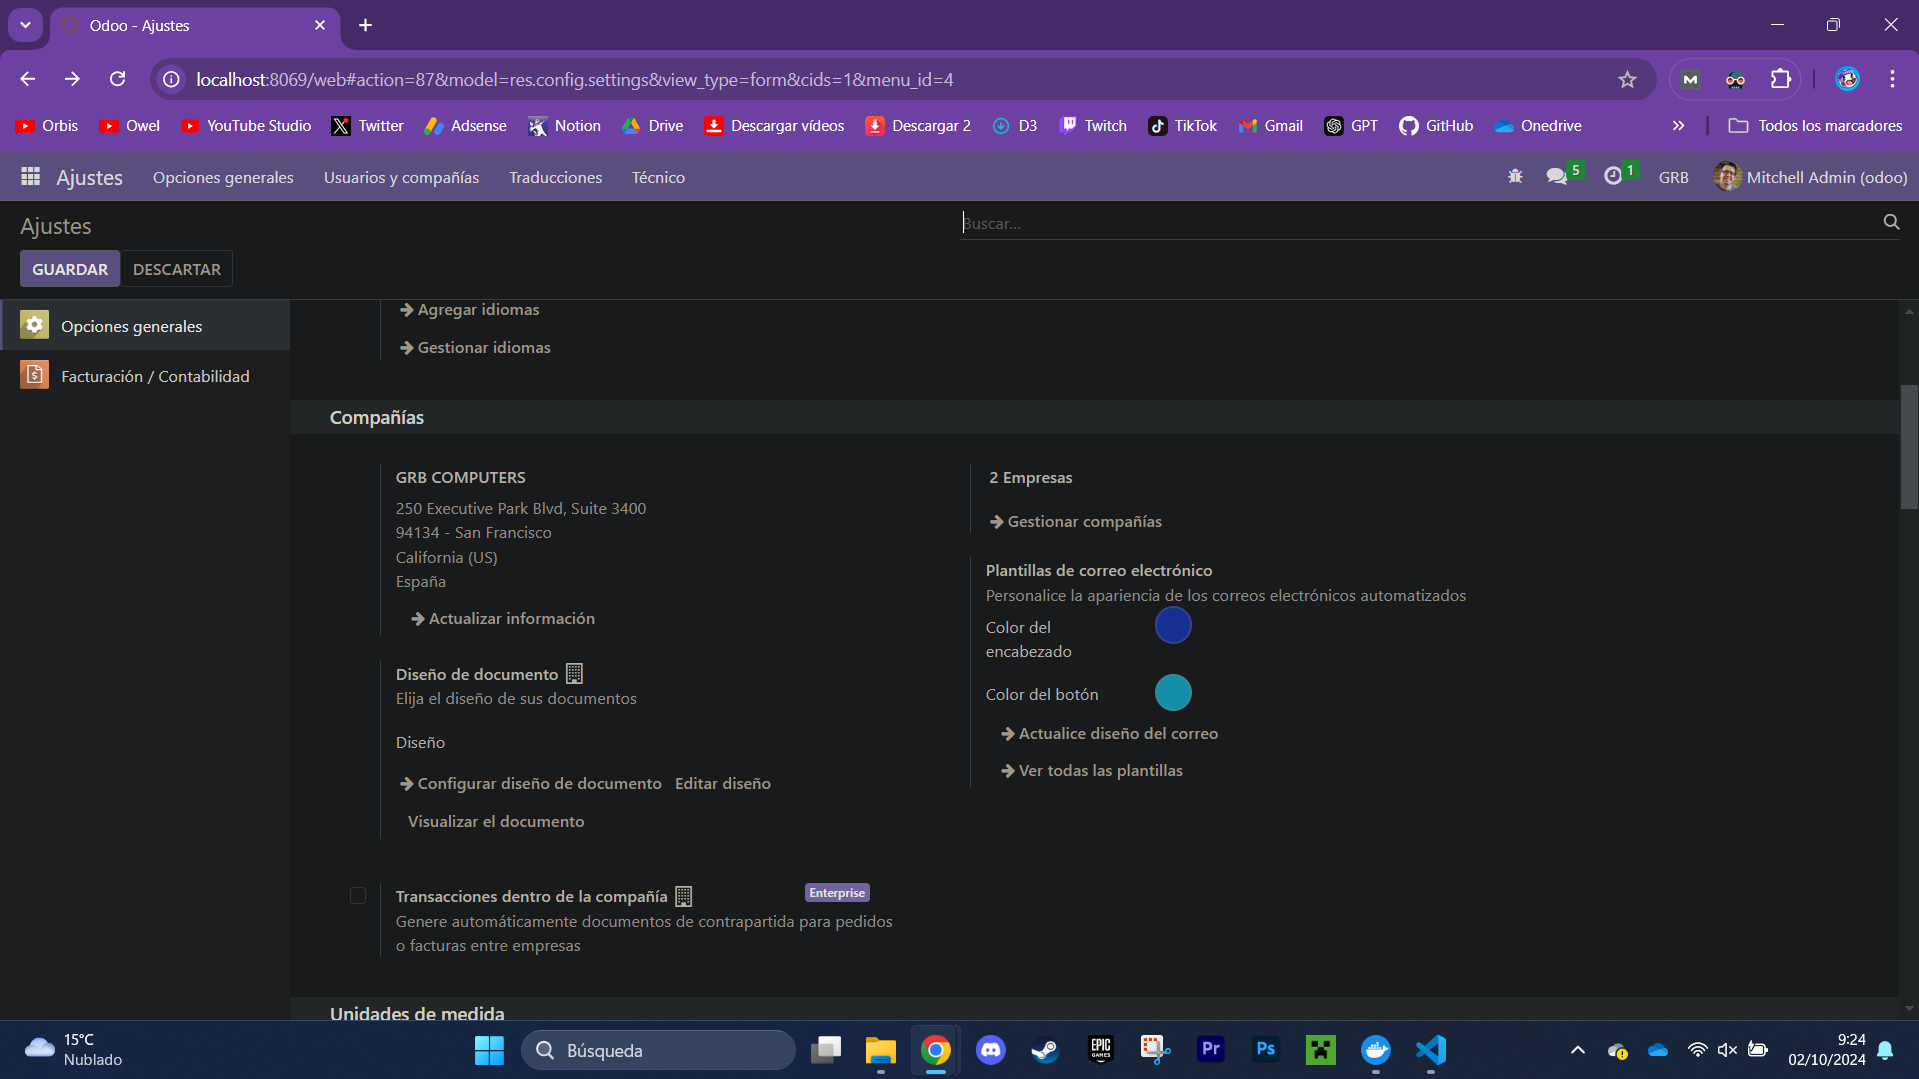 Odoo - Ajustes
localhost:8069/web#action=87&model=res.config.settings&view_type=form&cids=1&menu_id=4
Orbis
Owel
YouTube Studio
Twitter
Adsense
Notion
Drive
Descargar vídeos
Descargar 2
D3
Twitch
TikTok
Gmail
GPT
GitHub
Onedrive
Todos los marcadores
Ajustes
Opciones generales
Usuarios y compañías
Traducciones
Técnico
5
1
GRB
Mitchell Admin (odoo)
Ajustes
Buscar...
GUARDAR
DESCARTAR
Opciones generales
Facturación / Contabilidad
Agregar idiomas
Gestionar idiomas
Compañías
GRB COMPUTERS
250 Executive Park Blvd, Suite 3400
94134 - San Francisco
California (US)
España
Actualizar información
Diseño de documento
Elija el diseño de sus documentos
Diseño
Configurar diseño de documento
Editar diseño
Visualizar el documento
2 Empresas
Gestionar compañías
Plantillas de correo electrónico
Personalice la apariencia de los correos electrónicos automatizados
Color del
encabezado
Color del botón
Actualice diseño del correo
Ver todas las plantillas
Transacciones dentro de la compañía
Enterprise
Genere automáticamente documentos de contrapartida para pedidos
o facturas entre empresas
Unidades de medida
15°C
Nublado
Búsqueda
EPIC
GAMES
Pr
Ps
9:24
02/10/2024